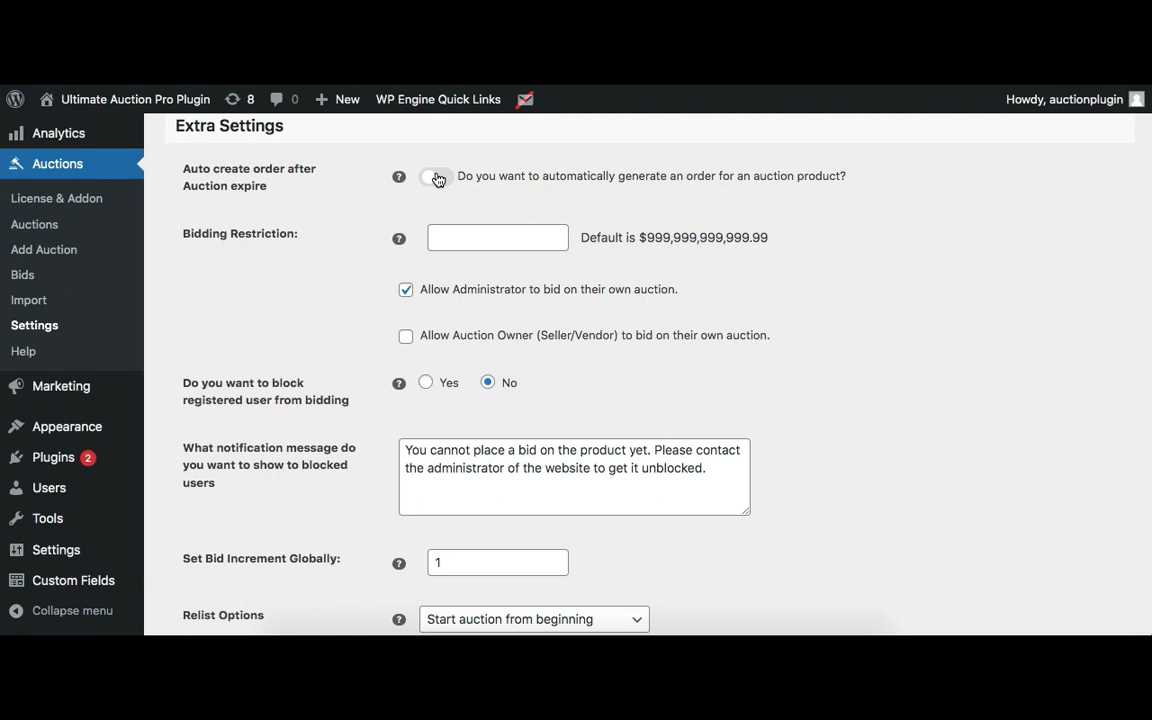 Ultimate Auction Pro Plugin 8 0 New WP Engine Quick Links Howdy, auctionplugin
Analytics
Auctions
License & Addon
Auctions
Add Auction
Bids
Import
Settings
Help
Marketing
Appearance
Plugins 2
Users
Tools
Settings
Custom Fields
Collapse menu
Extra Settings
Auto create order after
Auction expire
? Do you want to automatically generate an order for an auction product?
Bidding Restriction:
? Default is $999,999,999,999.99
Allow Administrator to bid on their own auction.
Allow Auction Owner (Seller/Vendor) to bid on their own auction.
Do you want to block
registered user from bidding
? Yes No
What notification message do
you want to show to blocked
users
You cannot place a bid on the product yet. Please contact
the administrator of the website to get it unblocked.
Set Bid Increment Globally:
? 1
Relist Options
? Start auction from beginning